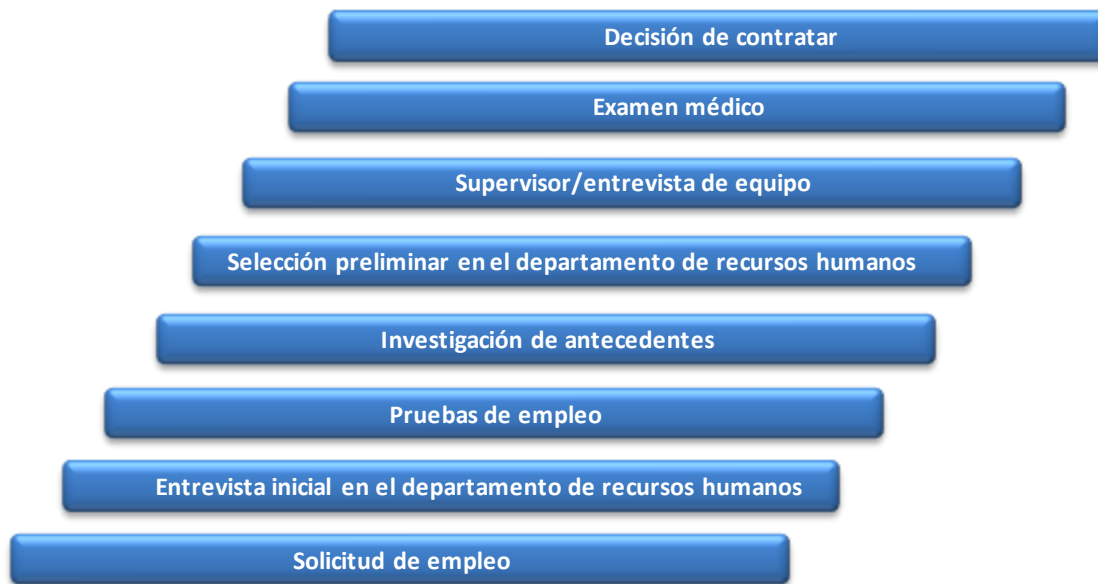 Decisión de contratar
Examen médico
Supervisor/entrevista de equipo
Selección preliminar en el departamento de recursos humanos
Investigación de antecedentes
Pruebas de empleo
Entrevista inicial en el departamento de recursos humanos
Solicitud de empleo